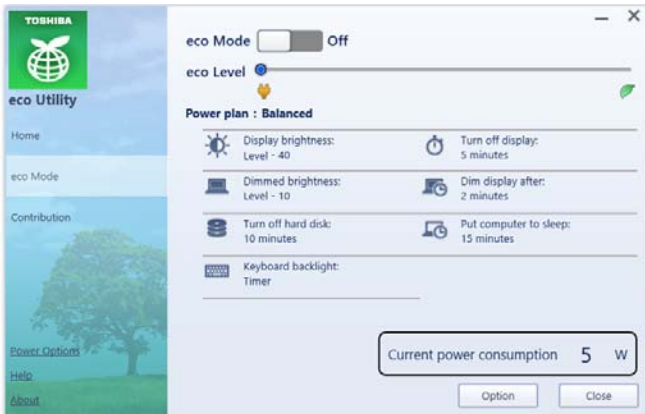 TOSHIBA
eco Utility
Home
eco Mode
Contribution
Power Options
Help
About
eco Mode Off
eco Level
Power plan : Balanced
Display brightness:
Level - 40
Turn off display:
5 minutes
Dimmed brightness:
Level - 10
Dim display after:
2 minutes
Turn off hard disk:
10 minutes
Put computer to sleep:
15 minutes
Keyboard backlight:
Timer
Current power consumption 5 W
Option
Close